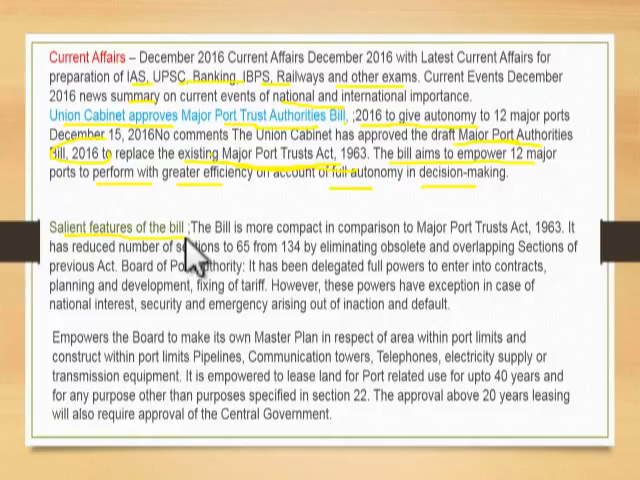 Current Affairs – December 2016 Current Affairs December 2016 with Latest Current Affairs for
preparation of IAS, UPSC, Banking, IBPS, Railways and other exams. Current Events December
2016 news summary on current events of national and international importance.
Union Cabinet approves Major Port Trust Authorities Bill, ;2016 to give autonomy to 12 major ports
December 15, 2016No comments The Union Cabinet has approved the draft Major Port Authorities
Bill, 2016 to replace the existing Major Port Trusts Act, 1963. The bill aims to empower 12 major
ports to perform with greater efficiency on account of full autonomy in decision-making.
Salient features of the bill ;The Bill is more compact in comparison to Major Port Trusts Act, 1963. It
has reduced number of sections to 65 from 134 by eliminating obsolete and overlapping Sections of
previous Act. Board of Port Authority: It has been delegated full powers to enter into contracts,
planning and development, fixing of tariff. However, these powers have exception in case of
national interest, security and emergency arising out of inaction and default.
Empowers the Board to make its own Master Plan in respect of area within port limits and
construct within port limits Pipelines, Communication towers, Telephones, electricity supply or
transmission equipment. It is empowered to lease land for Port related use for upto 40 years and
for any purpose other than purposes specified in section 22. The approval above 20 years leasing
will also require approval of the Central Government.